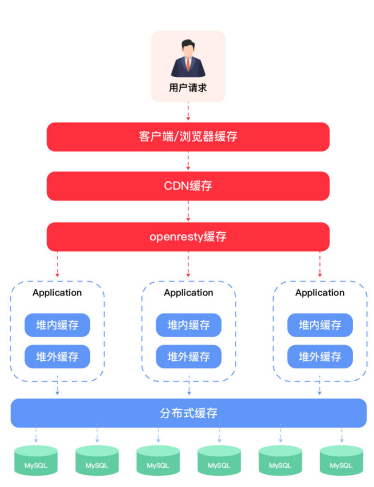 用户请求
客户端/浏览器缓存
CDN缓存
openresty缓存
Application
Application
Application
堆内缓存
堆内缓存
堆内缓存
堆外缓存
堆外缓存
堆外缓存
分布式缓存
MySQL
MySQL
MySQL
MySQL
MySQL
MySQL